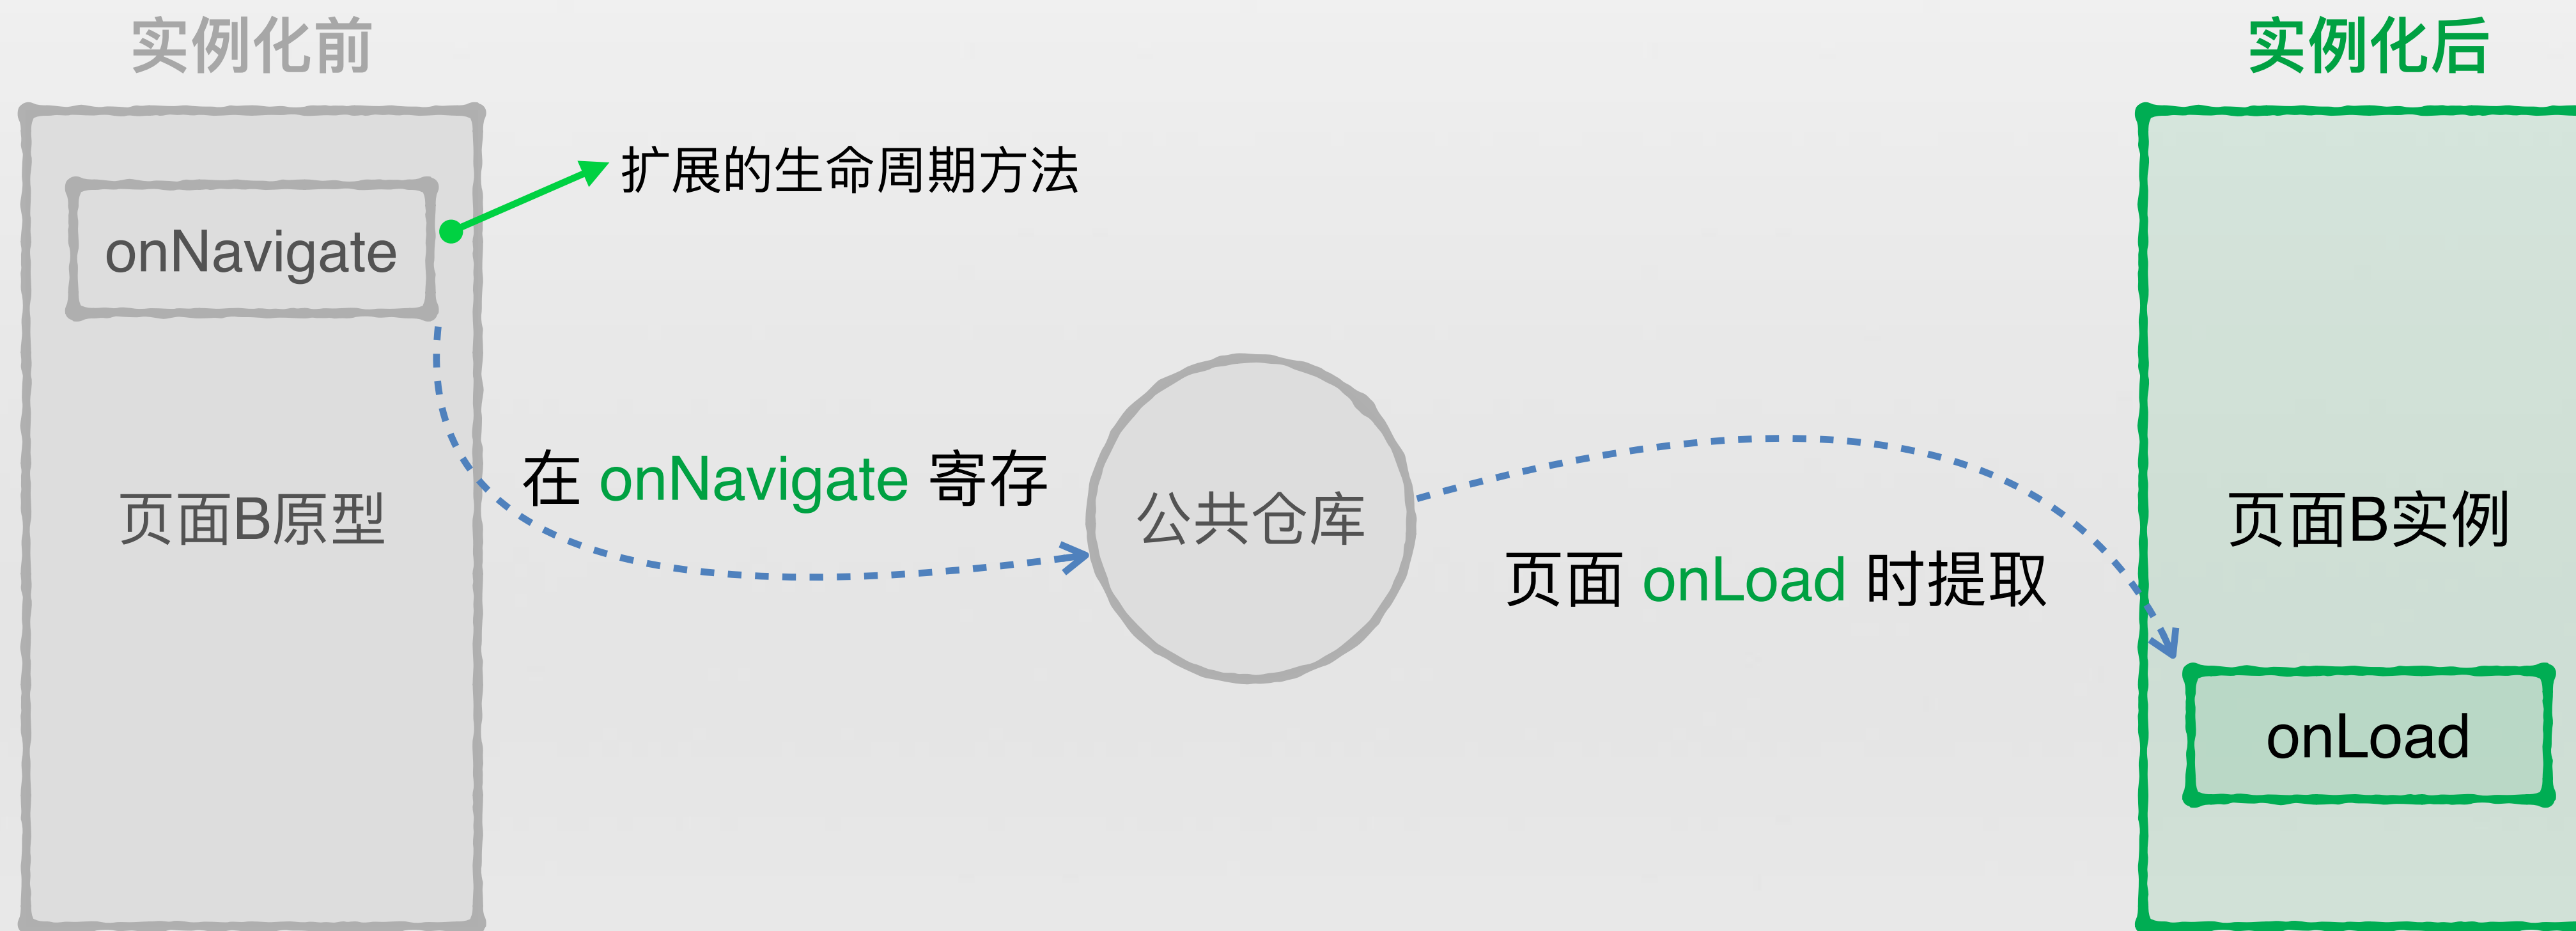 实例化前
实例化后
onNavigate
扩展的生命周期方法
在 onNavigate 寄存
页面B原型
公共仓库
页面 onLoad 时提取
页面B实例
onLoad